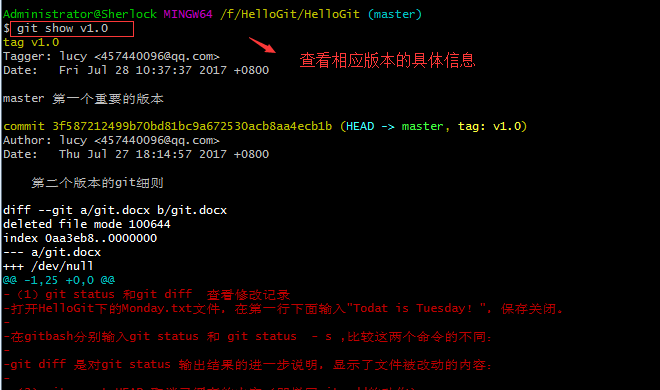 Administrator@Sherlock MINGW64 /f/HelloGit/HelloGit (master)
$ git show v1.0
tag v1.0
Tagger: lucy <457440096@qq.com>
查看相应版本的具体信息
Date:   Fri Jul 28 10:37:37 2017 +0800
master 第一个重要的版本
commit 3f587212499b70bd81bc9a672530acb8aa4ecb1b (HEAD -> master, tag: v1.0)
Author: lucy <457440096@qq.com>
Date:   Thu Jul 27 18:14:57 2017 +0800
第二个版本的git细则
diff --git a/git.docx b/git.docx
deleted file mode 100644
index 0aa3eb8..0000000
--- a/git.docx
+++ /dev/null
@@ -1,25 +0,0 @@
-（1）git status 和git diff  查看修改记录
-打开HelloGit下的Monday.txt文件，在第一行下面输入"Todat is Tuesday！"，保存关闭。
-
-在gitbash分别输入git status 和 git status  - s ,比较这两个命令的不同；
-
-git diff 是对git status 输出结果的进一步说明，显示了文件被改动的内容；
-